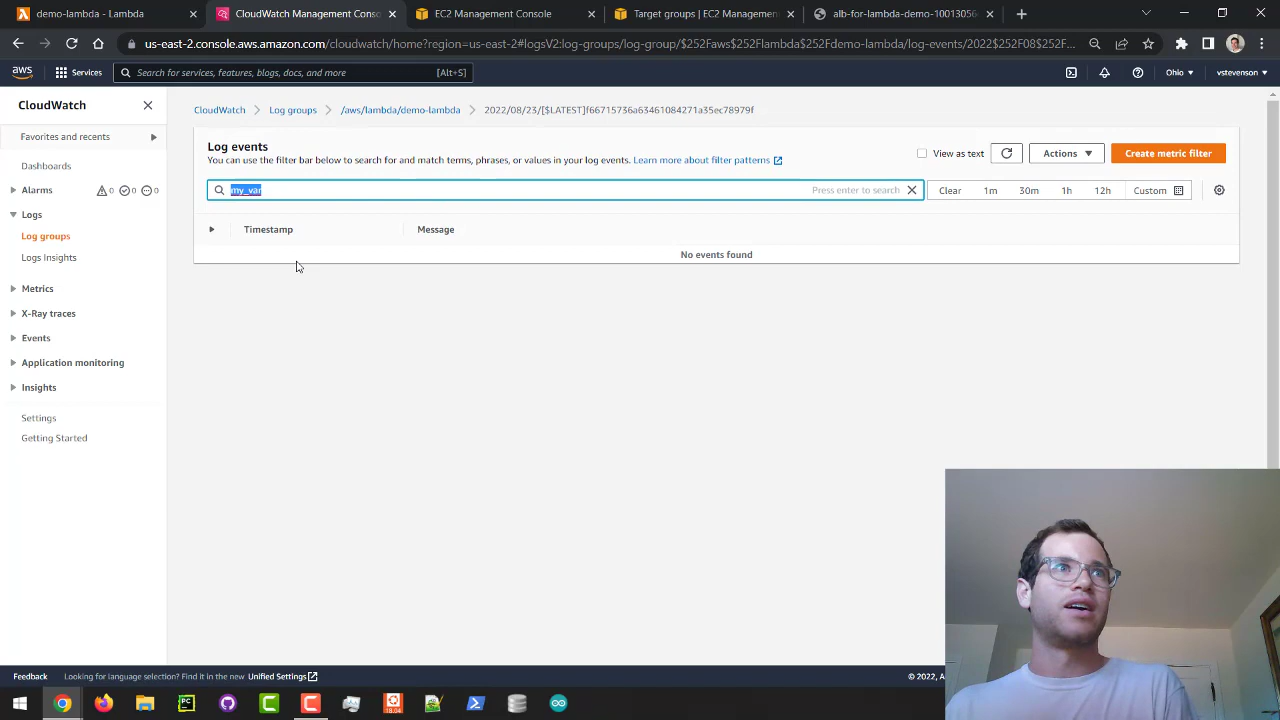 demo-lambda - Lambda
CloudWatch Management Conso
EC2 Management Console
Target groups | EC2 Managemen
alb-for-lambda-demo-10013056
us-east-2.console.aws.amazon.com/cloudwatch/home?region=us-east-2#logsV2:log-groups/log-group/$252Faws$252Flambda$252Fdemo-lambda/log-events/2022$252F08$252F...
aws
Services
Search for services, features, blogs, docs, and more
[Alt+S]
Ohio
vstevenson
CloudWatch
Favorites and recents
Dashboards
Alarms
0
0
0
Logs
Log groups
Logs Insights
Metrics
X-Ray traces
Events
Application monitoring
Insights
Settings
Getting Started
CloudWatch > Log groups > /aws/lambda/demo-lambda > 2022/08/23/[$LATEST]f66715736a63461084271a35ec78979f
Log events
You can use the filter bar below to search for and match terms, phrases, or values in your log events. Learn more about filter patterns
View as text
Actions
Create metric filter
my_var
Press enter to search
Clear
1m
30m
1h
12h
Custom
Timestamp
Message
No events found
Feedback
Looking for language selection? Find it in the new Unified Settings
© 2022, A
PC
18.04